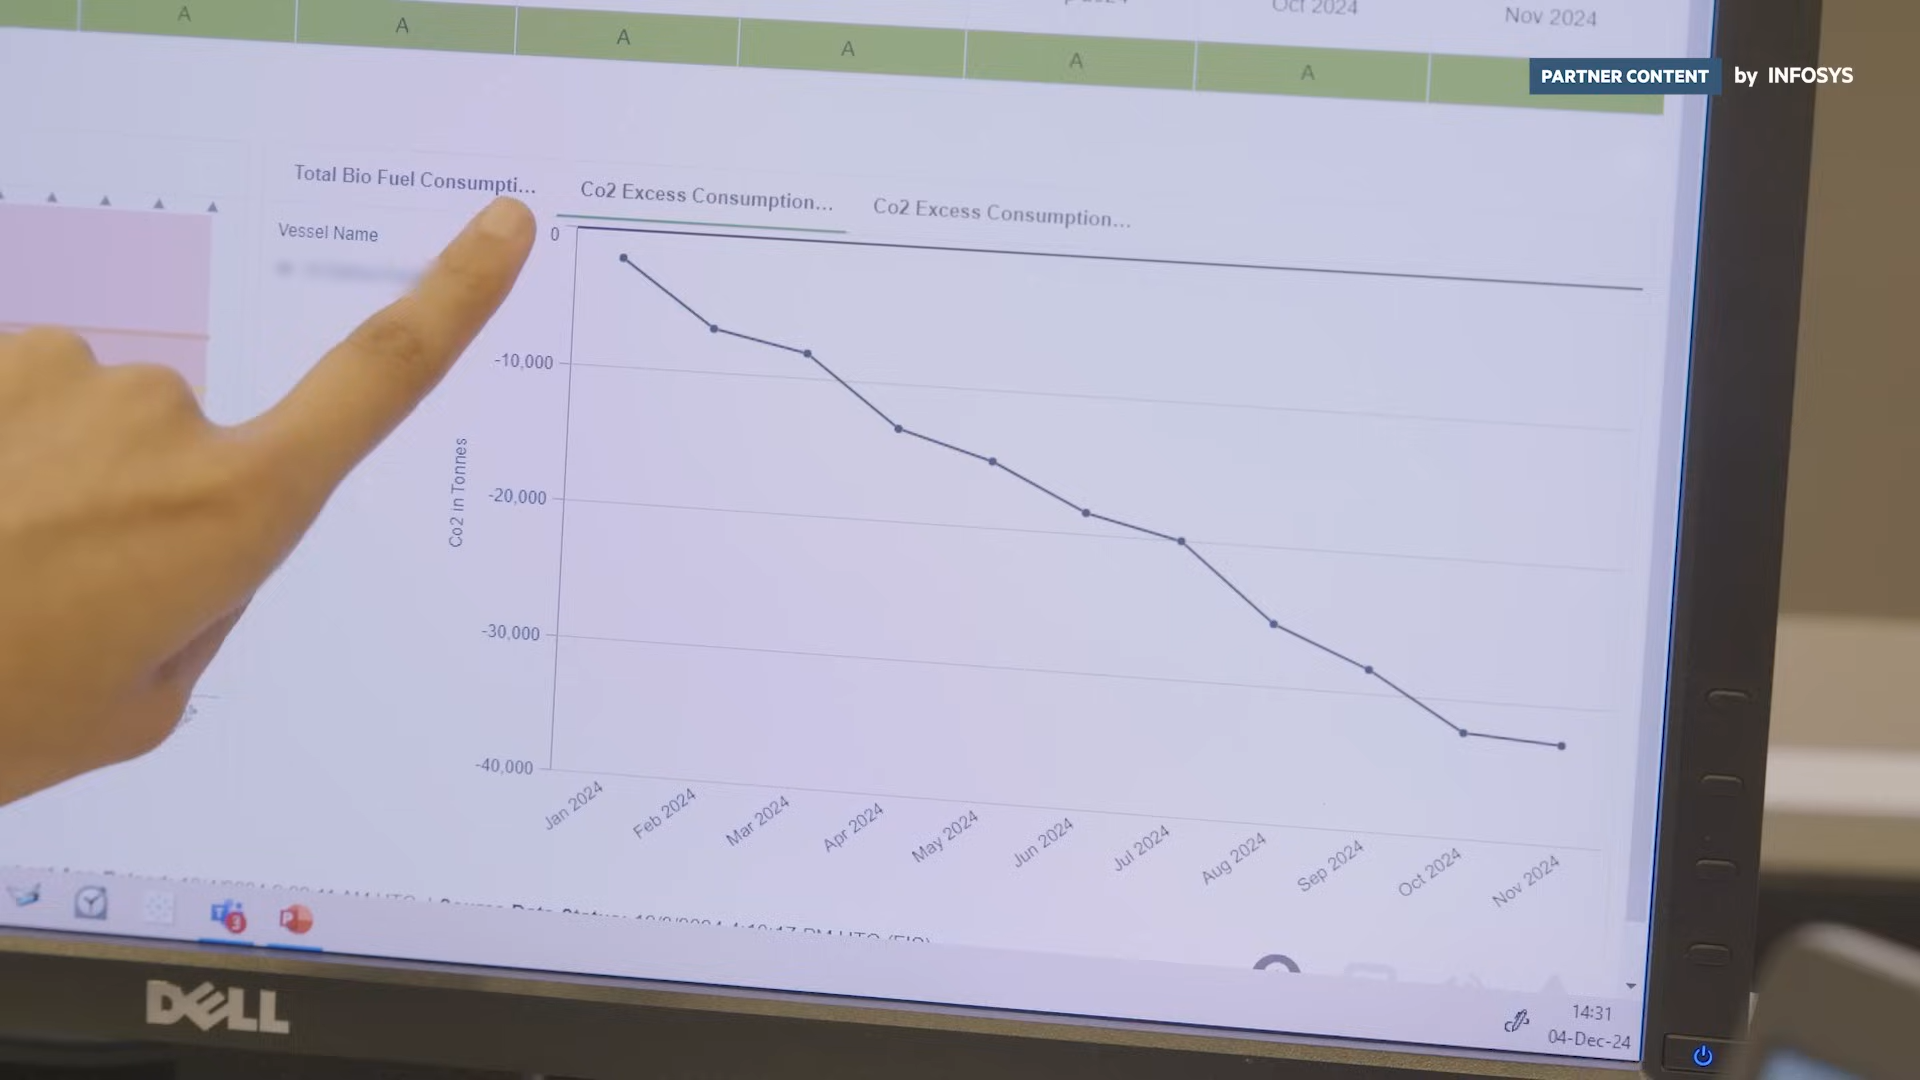 Oct 2024
Nov 2024
A
A
A
A
A
A
PARTNER CONTENT by INFOSYS
Total Bio Fuel Consumpti...
Co2 Excess Consumption...
Co2 Excess Consumption...
Vessel Name
0
-10,000
-20,000
-30,000
-40,000
Co2 in Tonnes
Jan 2024
Feb 2024
Mar 2024
Apr 2024
May 2024
Jun 2024
Jul 2024
Aug 2024
Sep 2024
Oct 2024
Nov 2024
3
DELL
14:31
04-Dec-24